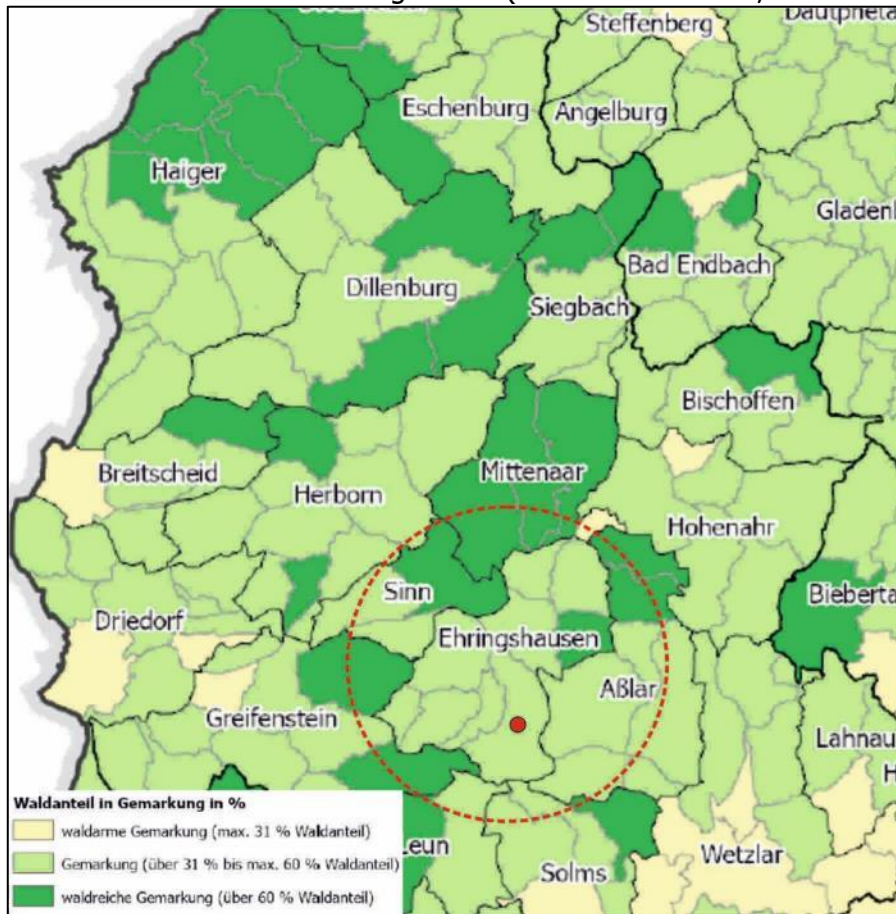 Steffenberg
Eschenburg
Angelburg
Haiger
Bad Endbach
Dillenburg
Siegbach
Bischoffen
Breitscheid
Mittenaar
Herborn
Hohenahr
Sinn
Driedorf
Ehringshausen
Aßlar
Greifenstein
Lahnau
Solms
Wetzlar
Waldanteil in Gemarkung in %
waldarme Gemarkung (max. 31 % Waldanteil)
Gemarkung (über 31 % bis max. 60 % Waldanteil)
waldreiche Gemarkung (über 60 % Waldanteil)